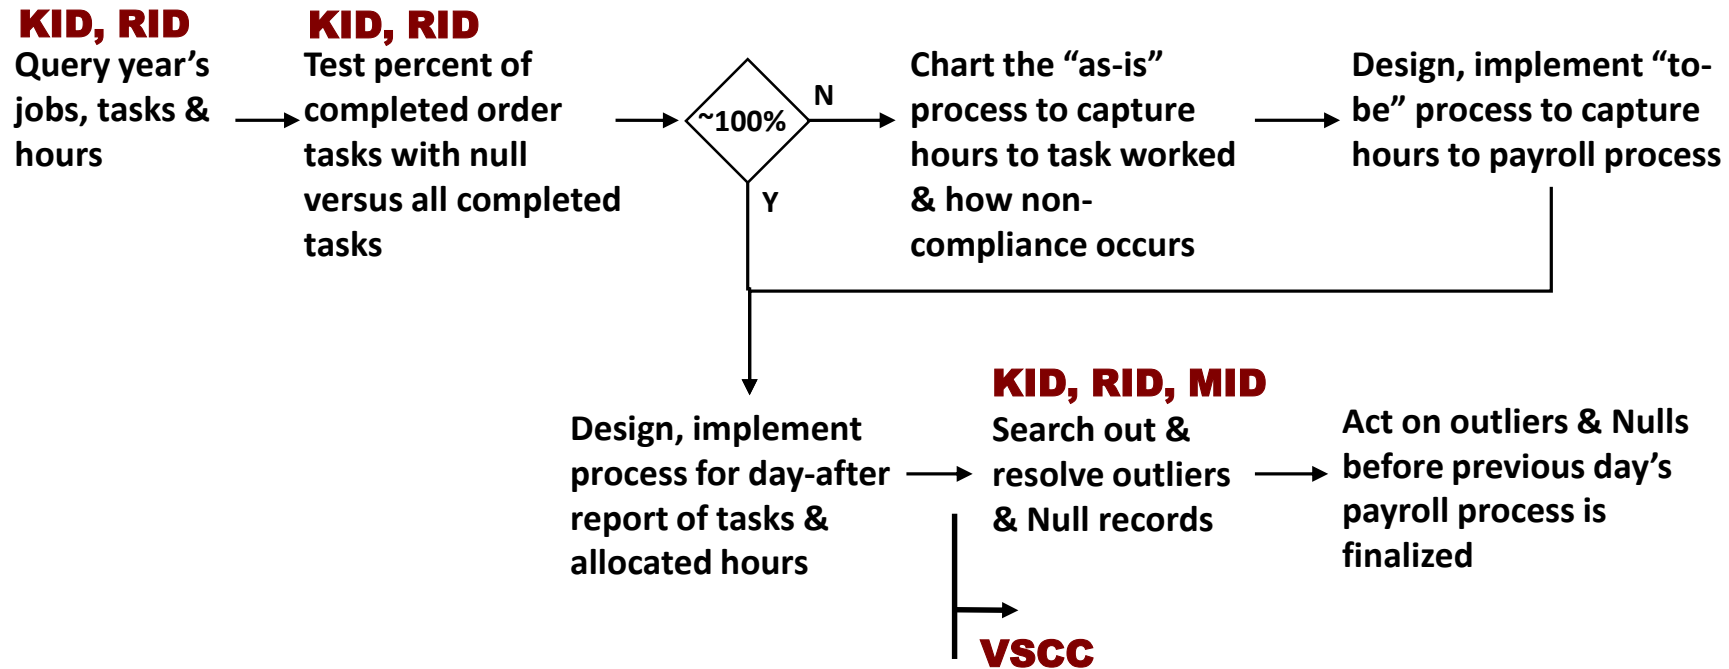 KID, RID
Query year’s
jobs, tasks &
hours
KID, RID
Test percent of
completed order
tasks with null
versus all completed
tasks
~100%
N
Y
Chart the “as-is”
process to capture
hours to task worked
& how non-
compliance occurs
Design, implement “to-
be” process to capture
hours to payroll process
Design, implement
process for day-after
report of tasks &
allocated hours
KID, RID, MID
Search out &
resolve outliers
& Null records
Act on outliers & Nulls
before previous day’s
payroll process is
finalized
VSCC